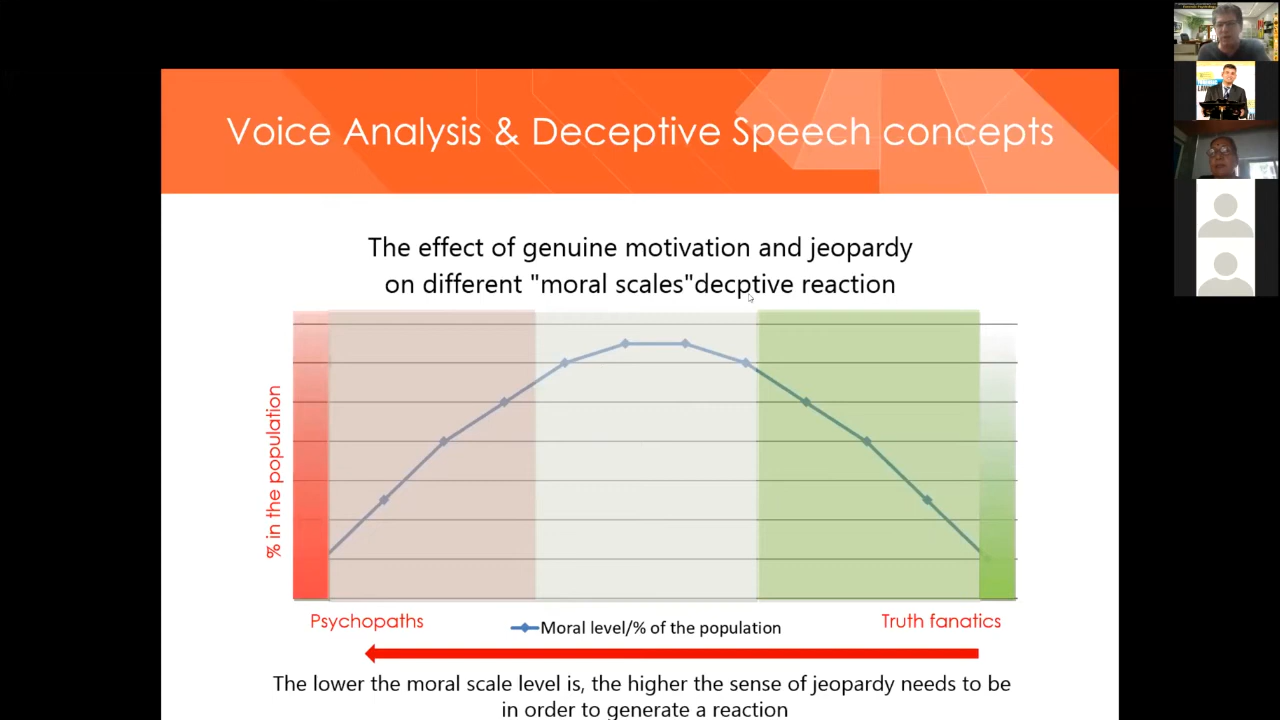 Voice Analysis & Deceptive Speech concepts
The effect of genuine motivation and jeopardy
on different "moral scales"decptive reaction
% in the population
Psychopaths
Truth fanatics
Moral level/% of the population
The lower the moral scale level is, the higher the sense of jeopardy needs to be
in order to generate a reaction